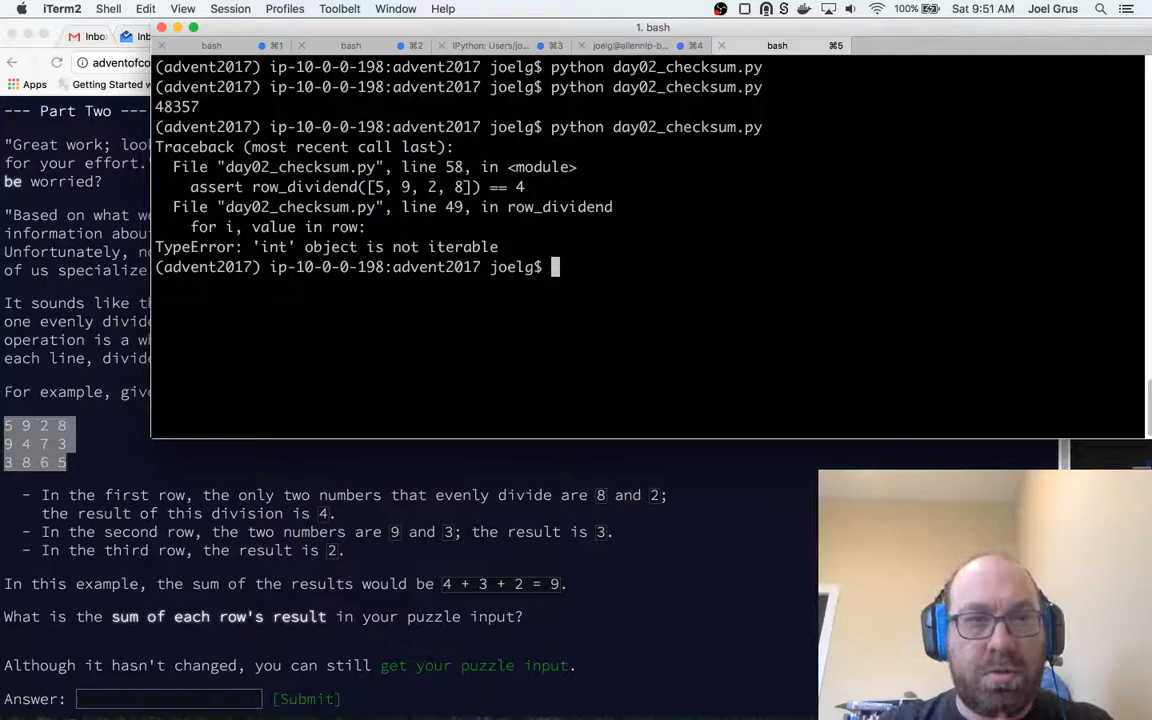 iTerm2 Shell Edit View Session Profiles Toolbelt Window Help 100% Sat 9:51 AM Joel Grus
1. bash
bash ⌘1 bash ⌘2 IPython: Users/jo... ⌘3 joelg@allennlp-b... ⌘4 bash ⌘5
Inbo
Inb
adventofco
Apps Getting Started
(advent2017) ip-10-0-0-198:advent2017 joelg$ python day02_checksum.py
(advent2017) ip-10-0-0-198:advent2017 joelg$ python day02_checksum.py
48357
(advent2017) ip-10-0-0-198:advent2017 joelg$ python day02_checksum.py
Traceback (most recent call last):
File "day02_checksum.py", line 58, in <module>
assert row_dividend([5, 9, 2, 8]) == 4
File "day02_checksum.py", line 49, in row_dividend
for i, value in row:
TypeError: 'int' object is not iterable
(advent2017) ip-10-0-0-198:advent2017 joelg$
--- Part Two ---
"Great work; loo
for your effort."
be worried?
"Based on what we
information abou
Unfortunately, no
of us specialize
It sounds like th
one evenly divide
operation is a wh
each line, divide
For example, give
5 9 2 8
9 4 7 3
3 8 6 5
- In the first row, the only two numbers that evenly divide are 8 and 2;
the result of this division is 4.
- In the second row, the two numbers are 9 and 3; the result is 3.
- In the third row, the result is 2.
In this example, the sum of the results would be 4 + 3 + 2 = 9.
What is the sum of each row's result in your puzzle input?
Although it hasn't changed, you can still get your puzzle input.
Answer: [Submit]